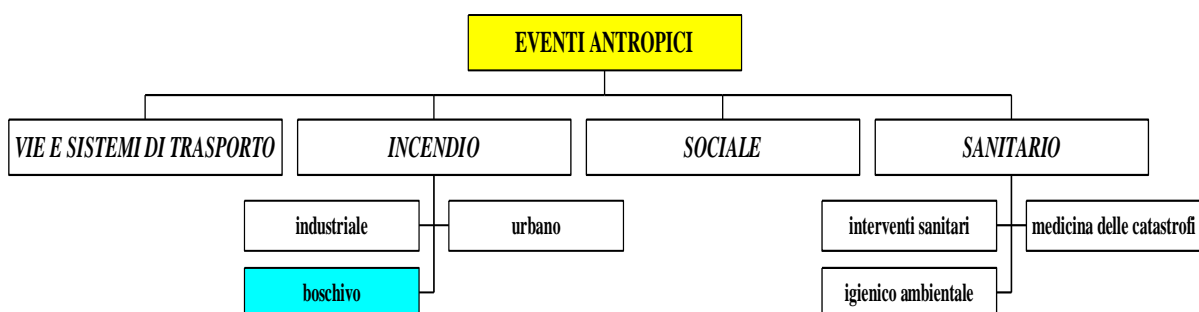 EVENTI ANTROPICI
VIE E SISTEMI DI TRASPORTO
INCENDIO
SOCIALE
SANITARIO
industriale
urbano
interventi sanitari
medicina delle catastrofi
boschivo
igienico ambientale